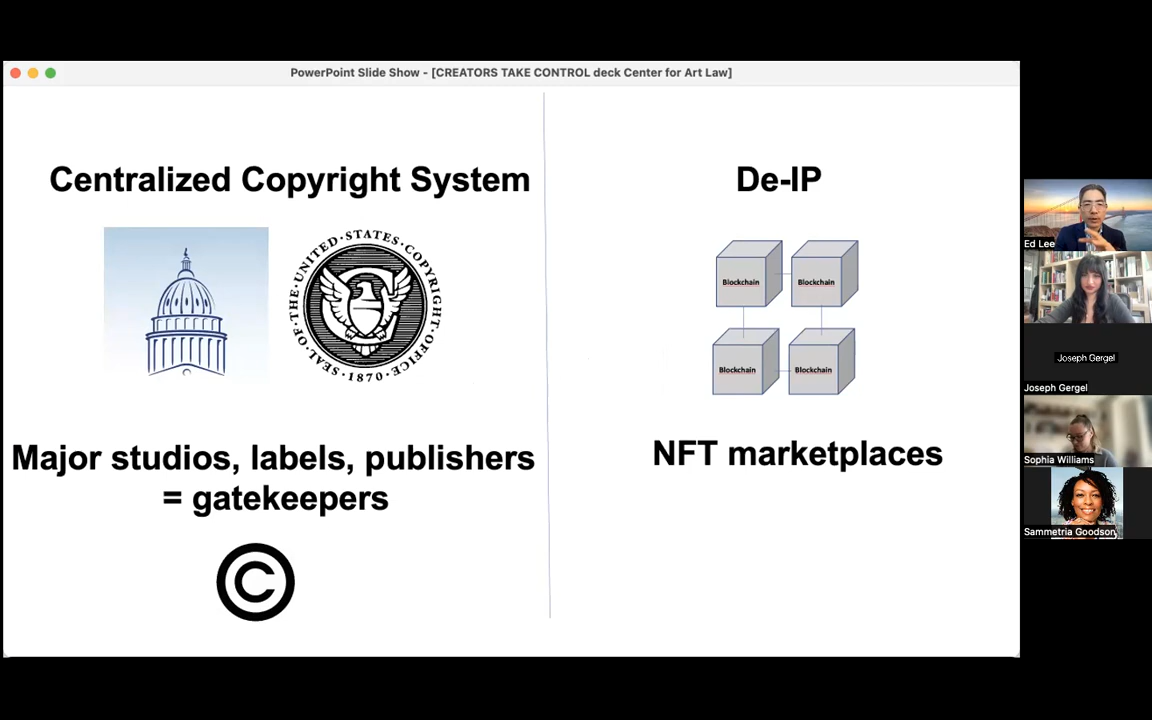 PowerPoint Slide Show - [CREATORS TAKE CONTROL deck Center for Art Law]
Centralized Copyright System
SEAL·OF·THE·UNITED·STATES·COPYRIGHT·OFFICE·
·1870·
Major studios, labels, publishers
= gatekeepers
©
De-IP
Blockchain
Blockchain
Blockchain
Blockchain
NFT marketplaces
Ed Lee
Joseph Gergel
Joseph Gergel
Sophia Williams
Sammetria Goodson